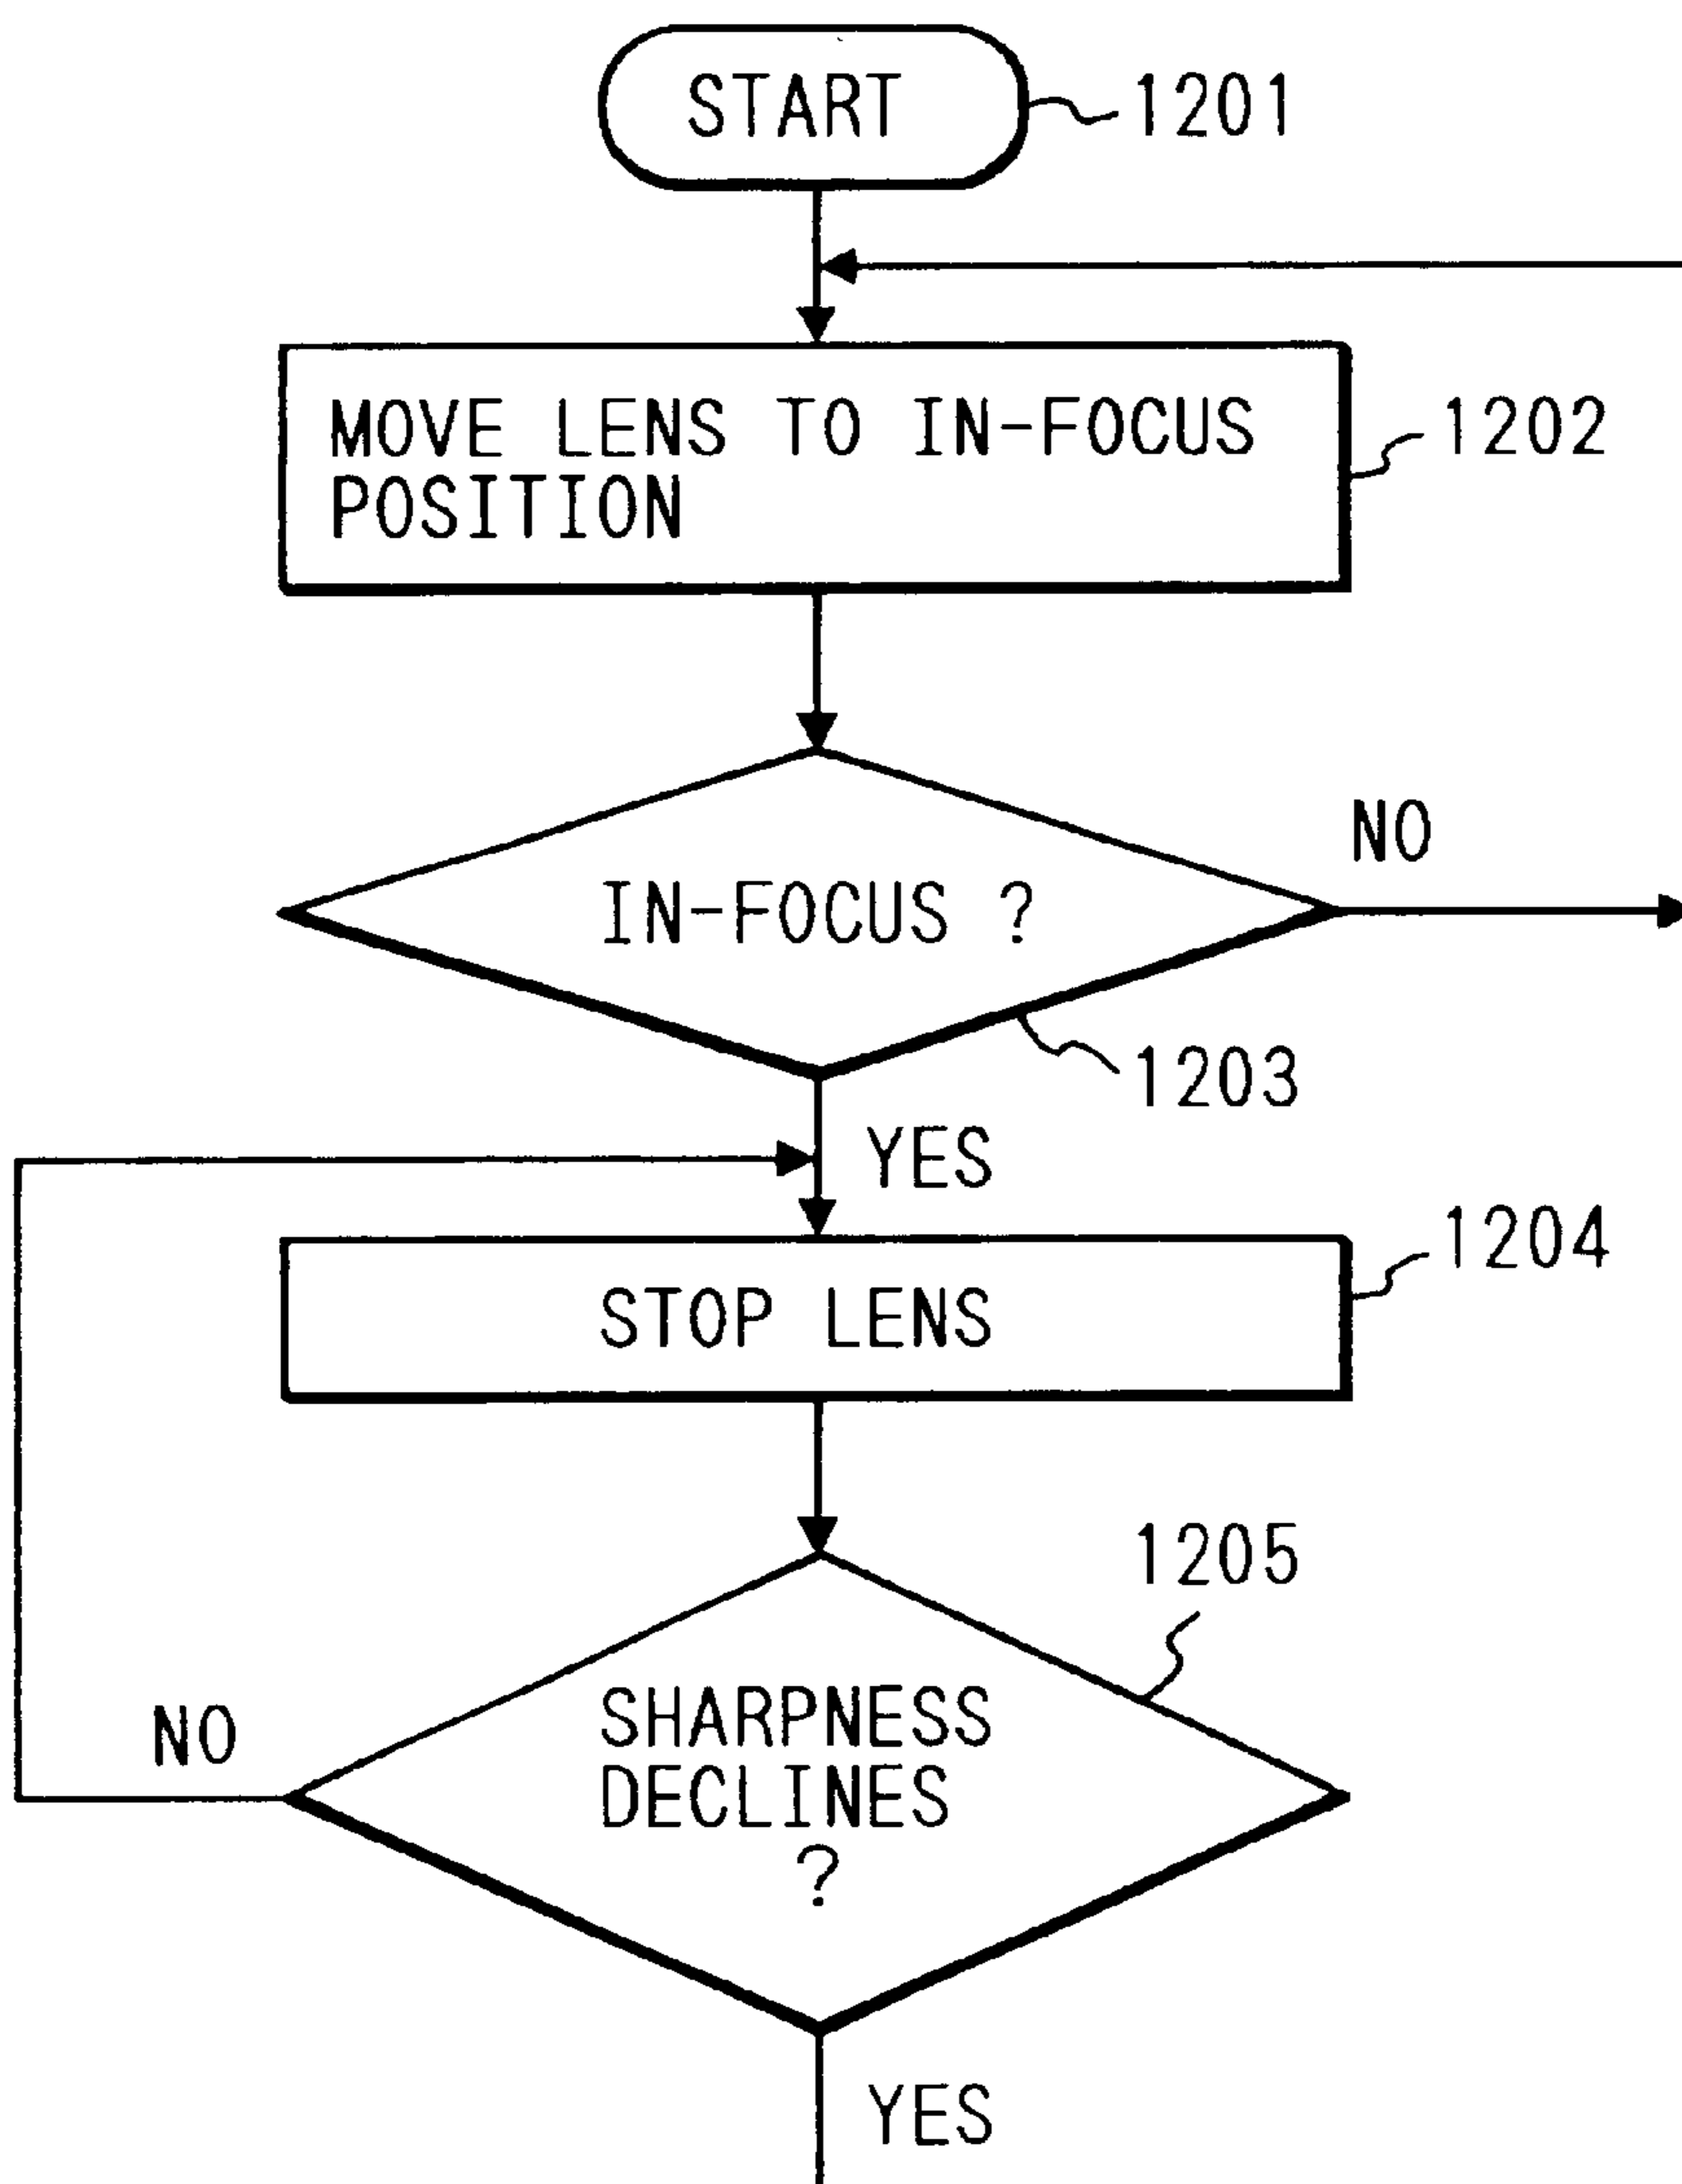 START
1201
MOVE LENS TO IN-FOCUS
POSITION
1202
IN-FOCUS ?
NO
1203
YES
STOP LENS
1204
1205
SHARPNESS
DECLINES
?
NO
YES